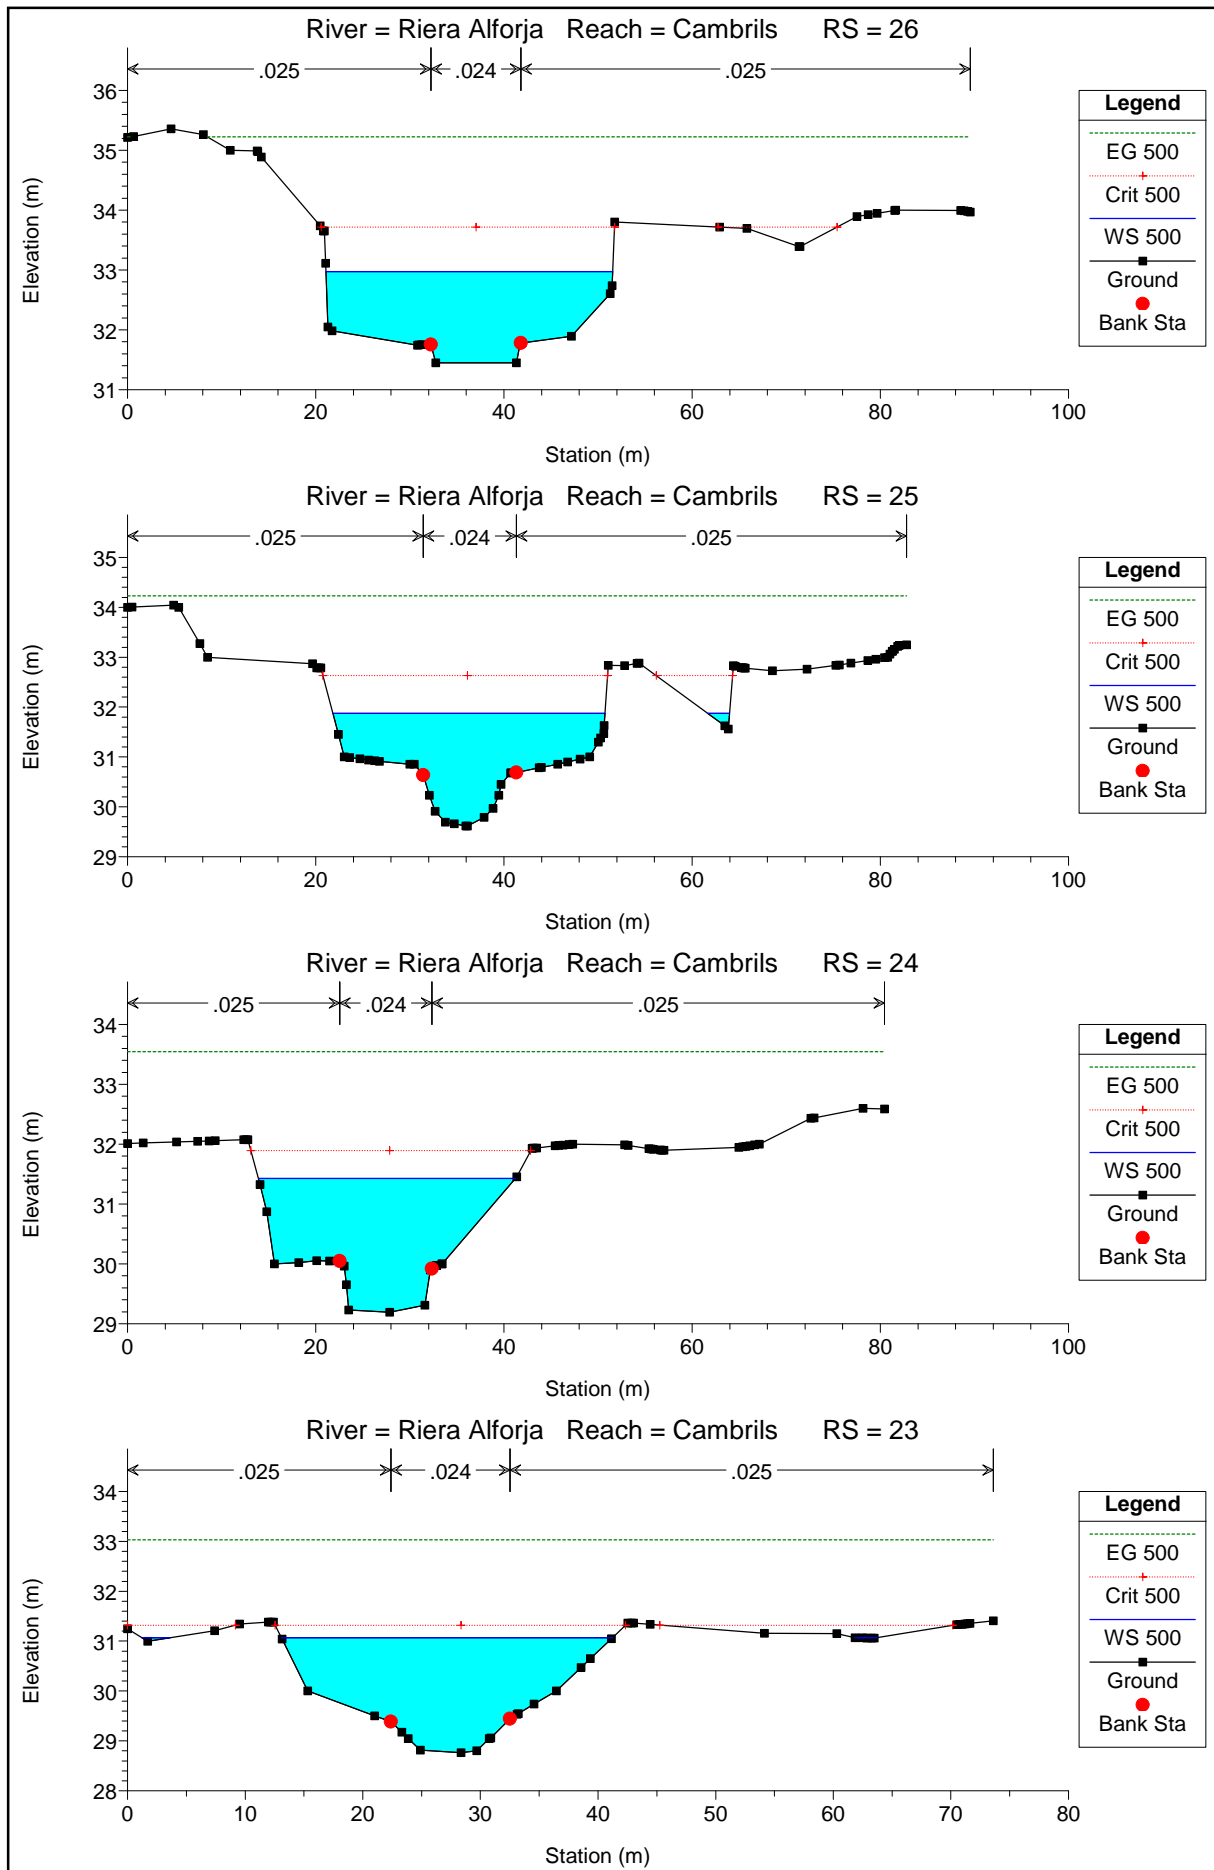 River = Riera Alforja Reach = Cambrils RS = 26
.025 .024 .025
36
35
34
33
32
31
Elevation (m)
0 20 40 60 80 100
Station (m)
Legend
EG 500
Crit 500
WS 500
Ground
Bank Sta
River = Riera Alforja Reach = Cambrils RS = 25
.025 .024 .025
35
34
33
32
31
30
29
Elevation (m)
0 20 40 60 80 100
Station (m)
Legend
EG 500
Crit 500
WS 500
Ground
Bank Sta
River = Riera Alforja Reach = Cambrils RS = 24
.025 .024 .025
34
33
32
31
30
29
Elevation (m)
0 20 40 60 80 100
Station (m)
Legend
EG 500
Crit 500
WS 500
Ground
Bank Sta
River = Riera Alforja Reach = Cambrils RS = 23
.025 .024 .025
34
33
32
31
30
29
28
Elevation (m)
0 10 20 30 40 50 60 70 80
Station (m)
Legend
EG 500
Crit 500
WS 500
Ground
Bank Sta